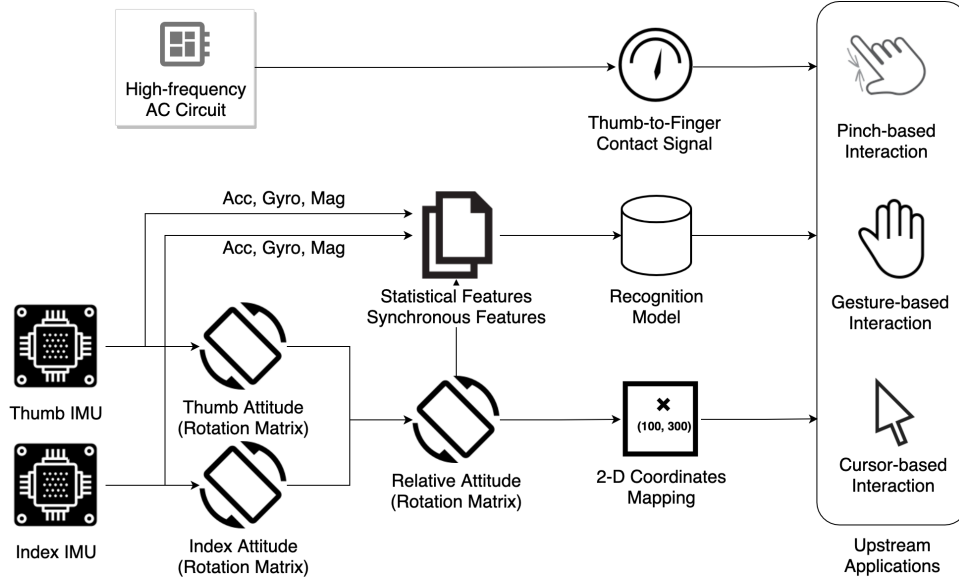 High-frequency
AC Circuit
Thumb-to-Finger
Contact Signal
Pinch-based
Interaction
Acc, Gyro, Mag
Acc, Gyro, Mag
Statistical Features
Synchronous Features
Recognition
Model
Gesture-based
Interaction
Thumb IMU
Thumb Attitude
(Rotation Matrix)
(100, 300)
Relative Attitude
(Rotation Matrix)
2-D Coordinates
Mapping
Cursor-based
Interaction
Index IMU
Index Attitude
(Rotation Matrix)
Upstream
Applications